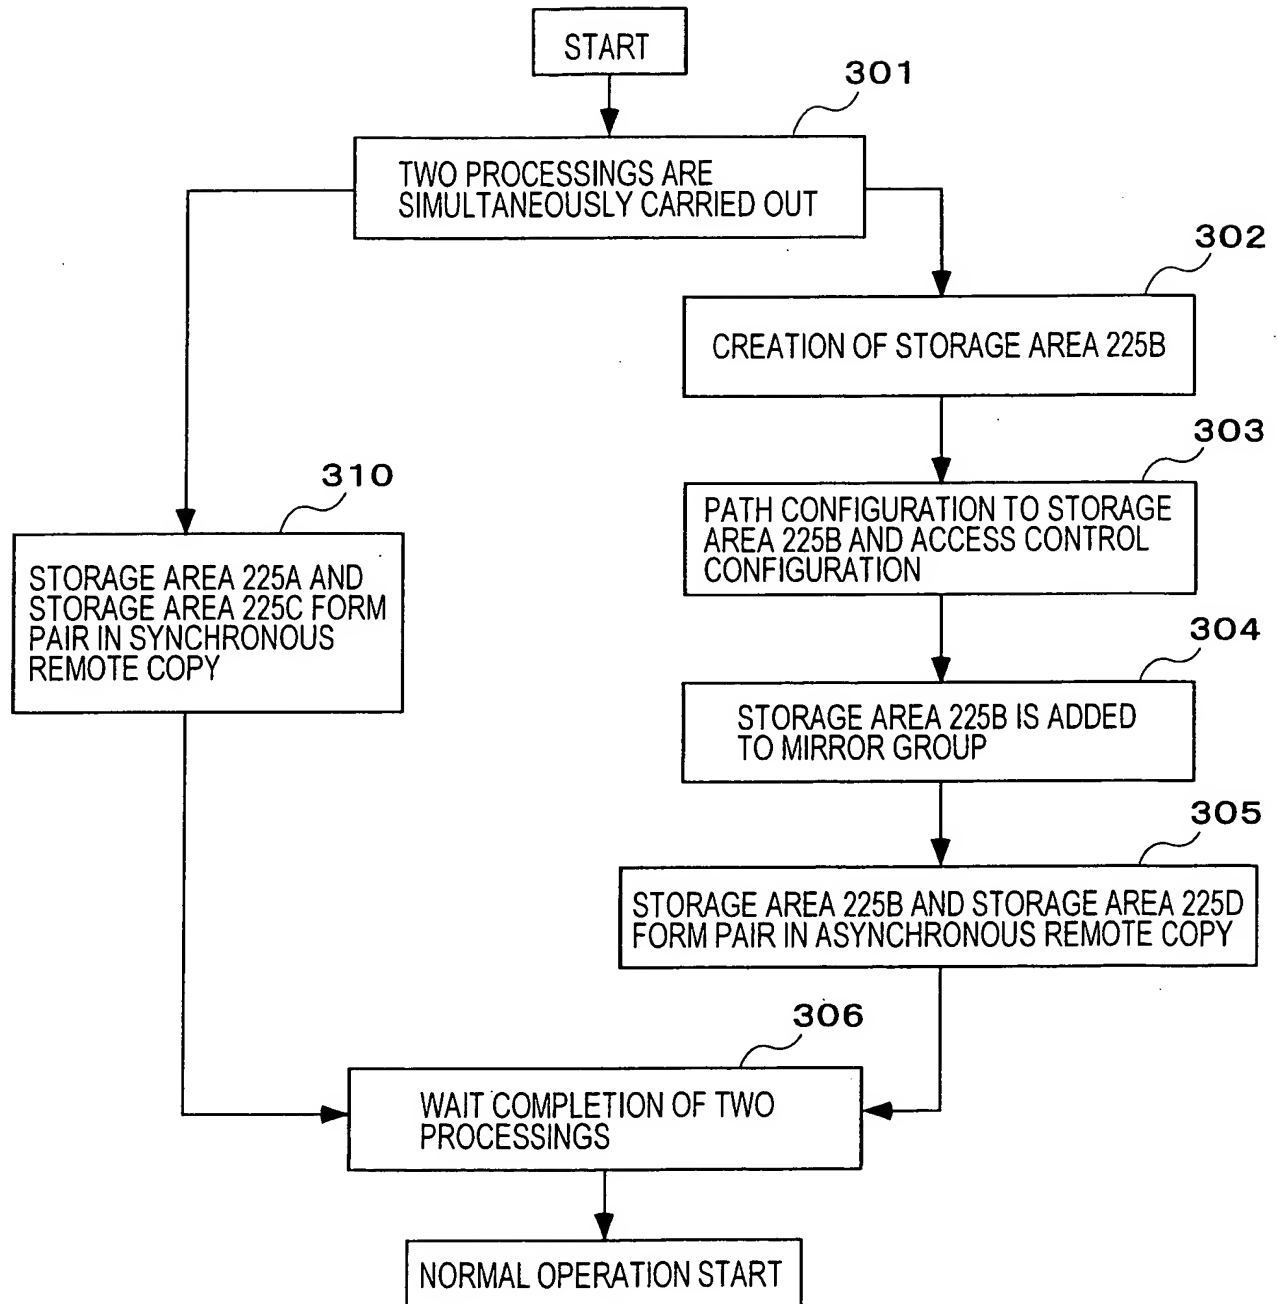 START
301
TWO PROCESSINGS ARE
SIMULTANEOUSLY CARRIED OUT
302
CREATION OF STORAGE AREA 225B
303
PATH CONFIGURATION TO STORAGE
AREA 225B AND ACCESS CONTROL
CONFIGURATION
310
STORAGE AREA 225A AND
STORAGE AREA 225C FORM
PAIR IN SYNCHRONOUS
REMOTE COPY
304
STORAGE AREA 225B IS ADDED
TO MIRROR GROUP
305
STORAGE AREA 225B AND STORAGE AREA 225D
FORM PAIR IN ASYNCHRONOUS REMOTE COPY
306
WAIT COMPLETION OF TWO
PROCESSINGS
NORMAL OPERATION START